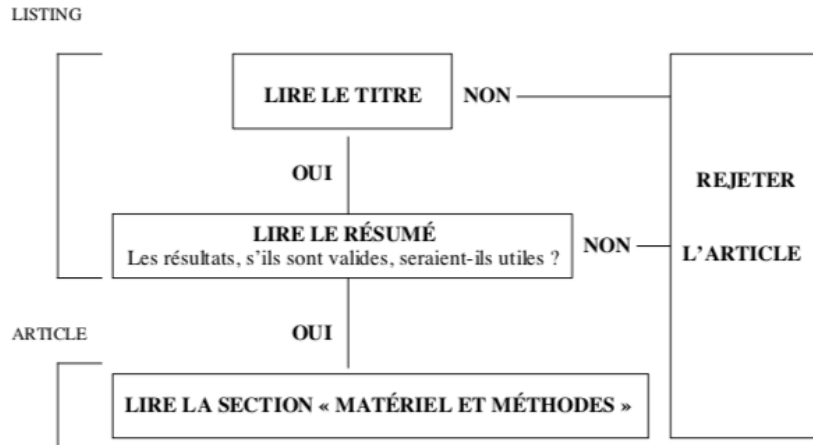 LISTING
LIRE LE TITRE
NON
OUI
REJETER
LIRE LE RÉSUMÉ
Les résultats, s'ils sont valides, seraient-ils utiles ?
NON
L'ARTICLE
ARTICLE
OUI
LIRE LA SECTION « MATÉRIEL ET MÉTHODES »